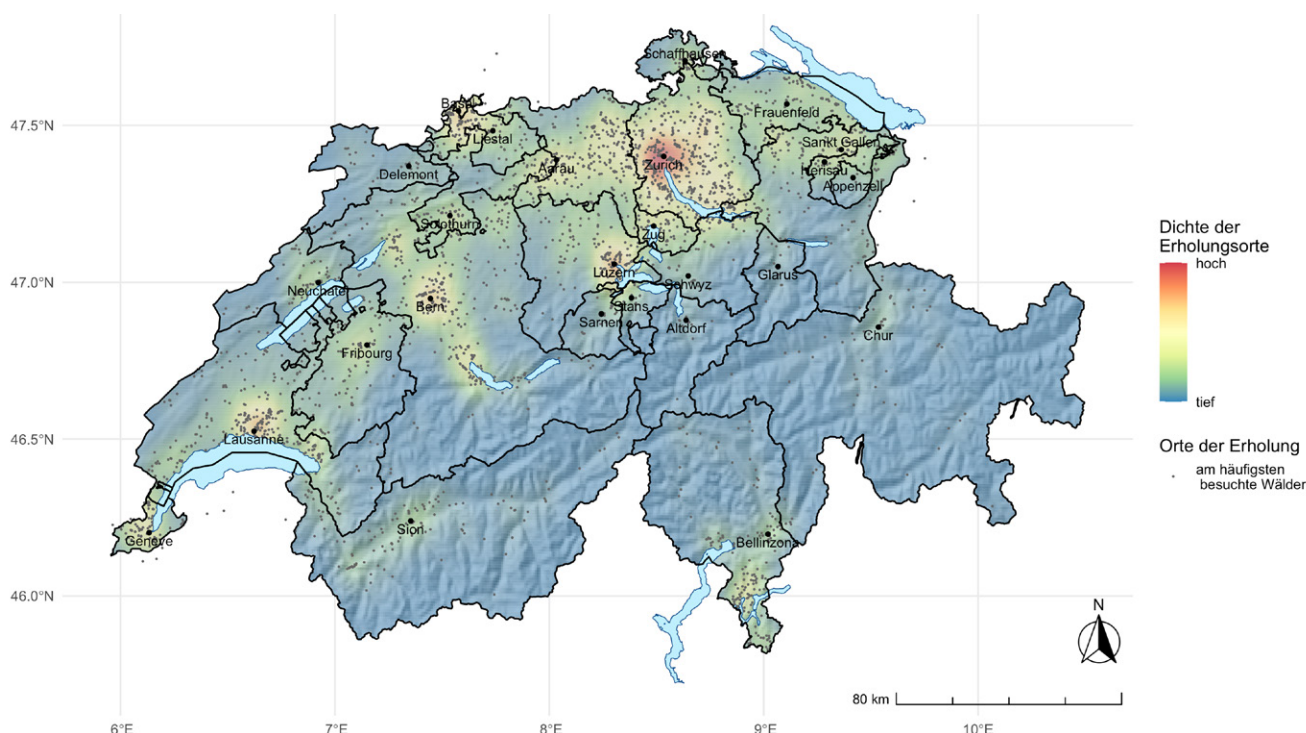 Schaffhausen
Basel
Liestal
Frauenfeld
Sankt Gallen
Herisau
Appenzell
Delemont
Aarau
Zurich
Solothurn
Zug
Luzern
Neuchatel
Bern
Schwyz
Glarus
Stans
Sarnen
Altdorf
Fribourg
Chur
Lausanne
Sion
Genève
Bellinzona
47.5°N
47.0°N
46.5°N
46.0°N
6°E
7°E
8°E
9°E
10°E
N
80 km
Dichte der
Erholungsorte
hoch
tief
Orte der Erholung
am häufigsten
besuchte Wälder